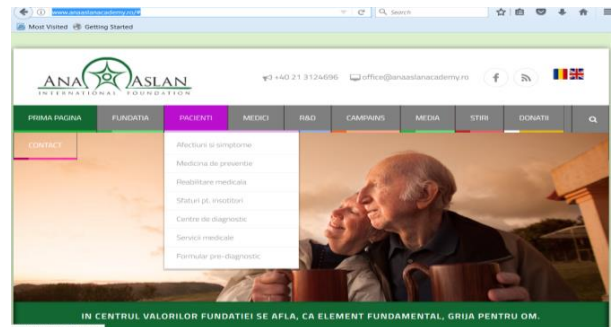 www.anaaslanacademy.ro/#
Search
Most Visited Getting Started
ANA ASLAN
INTERNATIONAL FOUNDATION
+40 21 3124696 office@anaaslanacademy.ro
PRIMA PAGINA FUNDATIA PACIENTI MEDICI R&D CAMPAINS MEDIA STIRI DONATII
CONTACT
Afectiuni si simptome
Medicina de preventie
Reabilitare medicala
Sfaturi pt. insotitori
Centre de diagnostic
Servicii medicale
Formular pre-diagnostic
IN CENTRUL VALORILOR FUNDATIEI SE AFLA, CA ELEMENT FUNDAMENTAL, GRIJA PENTRU OM.